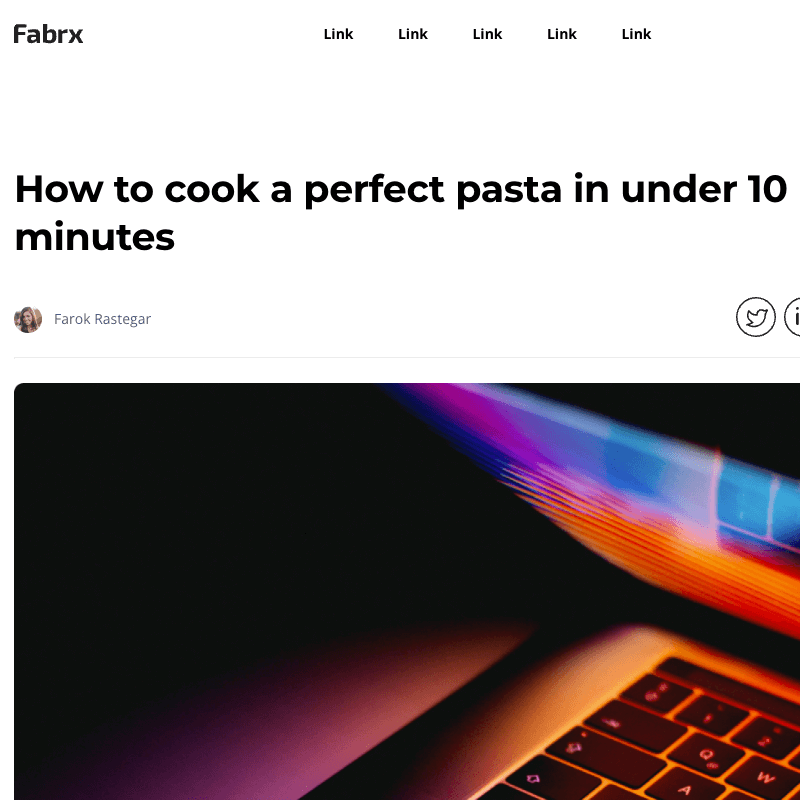 Fabrx
Link
Link
Link
Link
Link
How to cook a perfect pasta in under 10
minutes
Farok Rastegar
Q
W
A